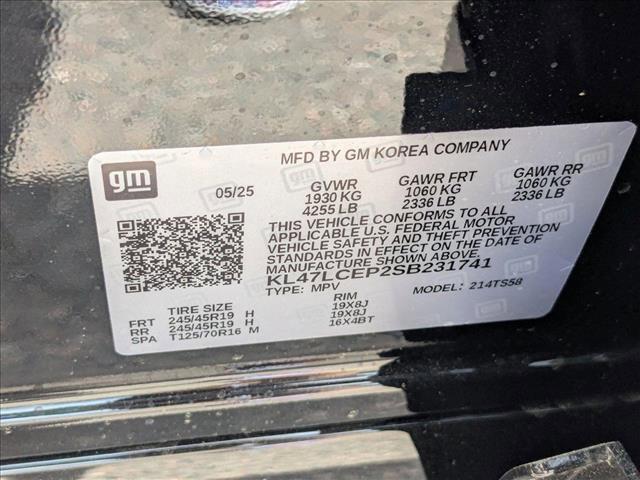 MFD BY GM KOREA COMPANY
gm
05/25
GVWR GAWR FRT GAWR RR
1930 KG 1060 KG 1060 KG
4255 LB 2336 LB 2336 LB
THIS VEHICLE CONFORMS TO ALL
APPLICABLE U.S. FEDERAL MOTOR
VEHICLE SAFETY AND THEFT PREVENTION
STANDARDS IN EFFECT ON THE DATE OF
MANUFACTURE SHOWN ABOVE.
KL47LCEP2SB231741
TYPE: MPV MODEL: 214TS58
TIRE SIZE RIM
FRT 245/45R19 H 19X8J
RR 245/45R19 H 19X8J
SPA T125/70R16 M 16X4BT